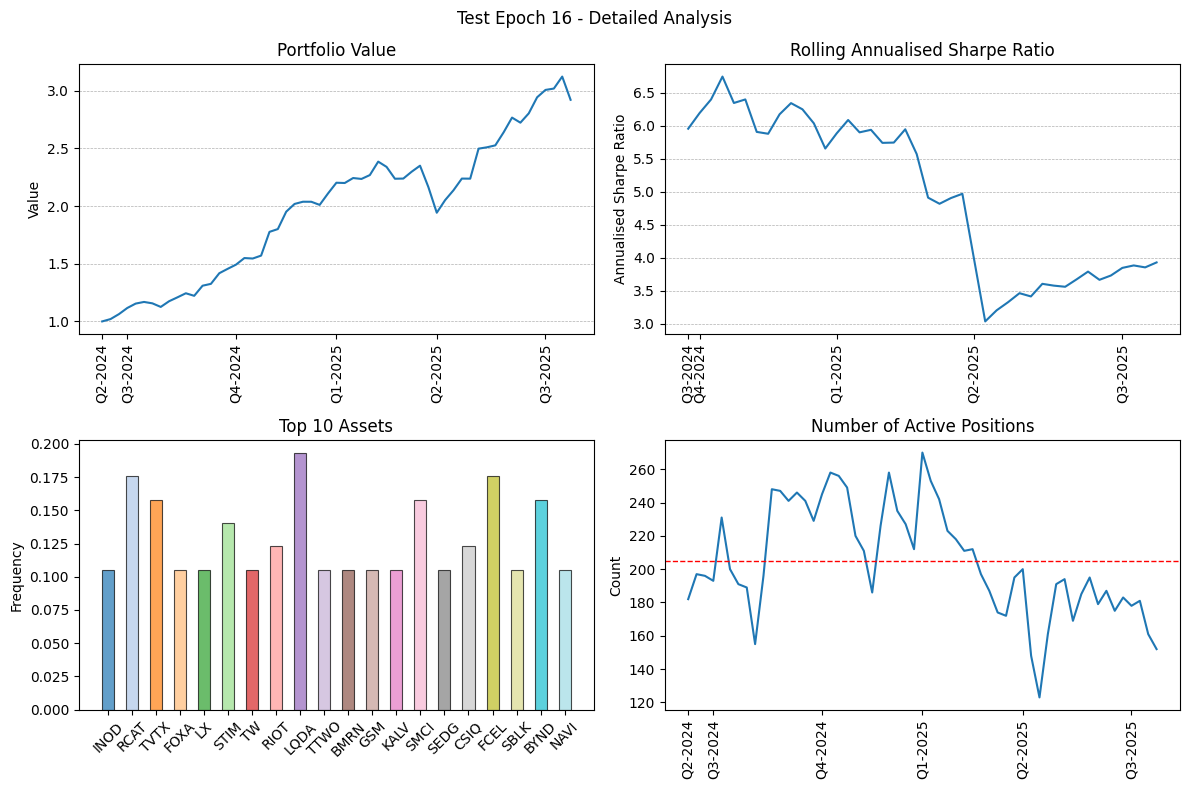 Test Epoch 16 - Detailed Analysis
Portfolio Value
Value
3.0
2.5
2.0
1.5
1.0
Q2-2024
Q3-2024
Q4-2024
Q1-2025
Q2-2025
Q3-2025
Rolling Annualised Sharpe Ratio
Annualised Sharpe Ratio
6.5
6.0
5.5
5.0
4.5
4.0
3.5
3.0
Q3-2024
Q4-2024
Q1-2025
Q2-2025
Q3-2025
Top 10 Assets
Frequency
0.200
0.175
0.150
0.125
0.100
0.075
0.050
0.025
0.000
INOD
RCAT
TVTX
FOXA
LX
STIM
TW
RIOT
LQDA
TTWO
BMRN
GSM
KALV
SMCI
SEDG
CSIQ
FCEL
SBLK
BYND
NAVI
Number of Active Positions
Count
260
240
220
200
180
160
140
120
Q2-2024
Q3-2024
Q4-2024
Q1-2025
Q2-2025
Q3-2025